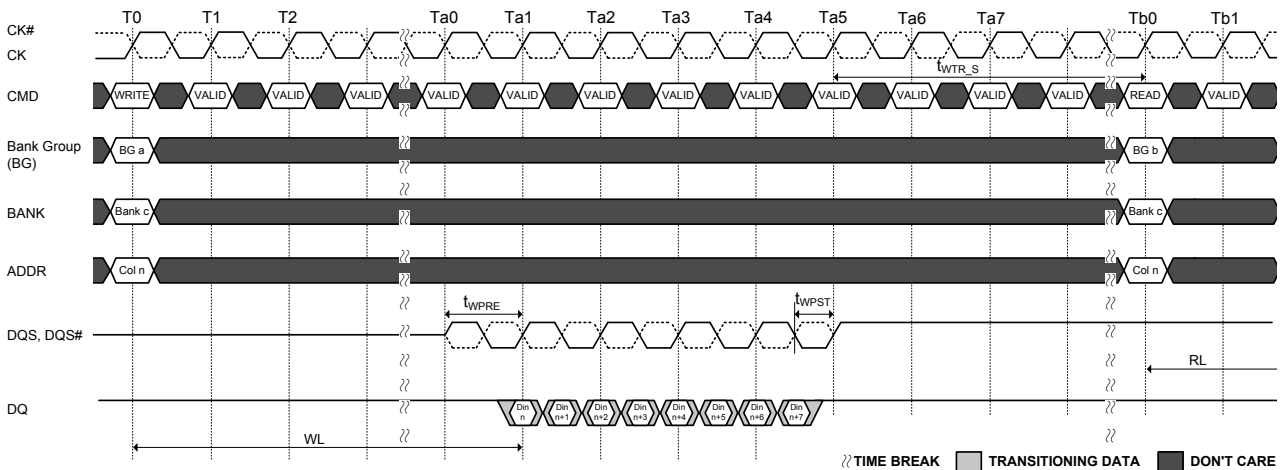 T0 T1 T2 Ta0 Ta1 Ta2 Ta3 Ta4 Ta5 Ta6 Ta7 Tb0 Tb1
CK#
CK
tWTR_S
CMD WRITE VALID VALID VALID VALID VALID VALID VALID VALID VALID VALID VALID VALID READ VALID
Bank Group
(BG)
BG a BG b
BANK Bank c Bank c
ADDR Col n Col n
tWPRE tWPST
DQS, DQS#
RL
DQ Din n Din n+1 Din n+2 Din n+3 Din n+4 Din n+5 Din n+6 Din n+7
WL
TIME BREAK TRANSITIONING DATA DON'T CARE